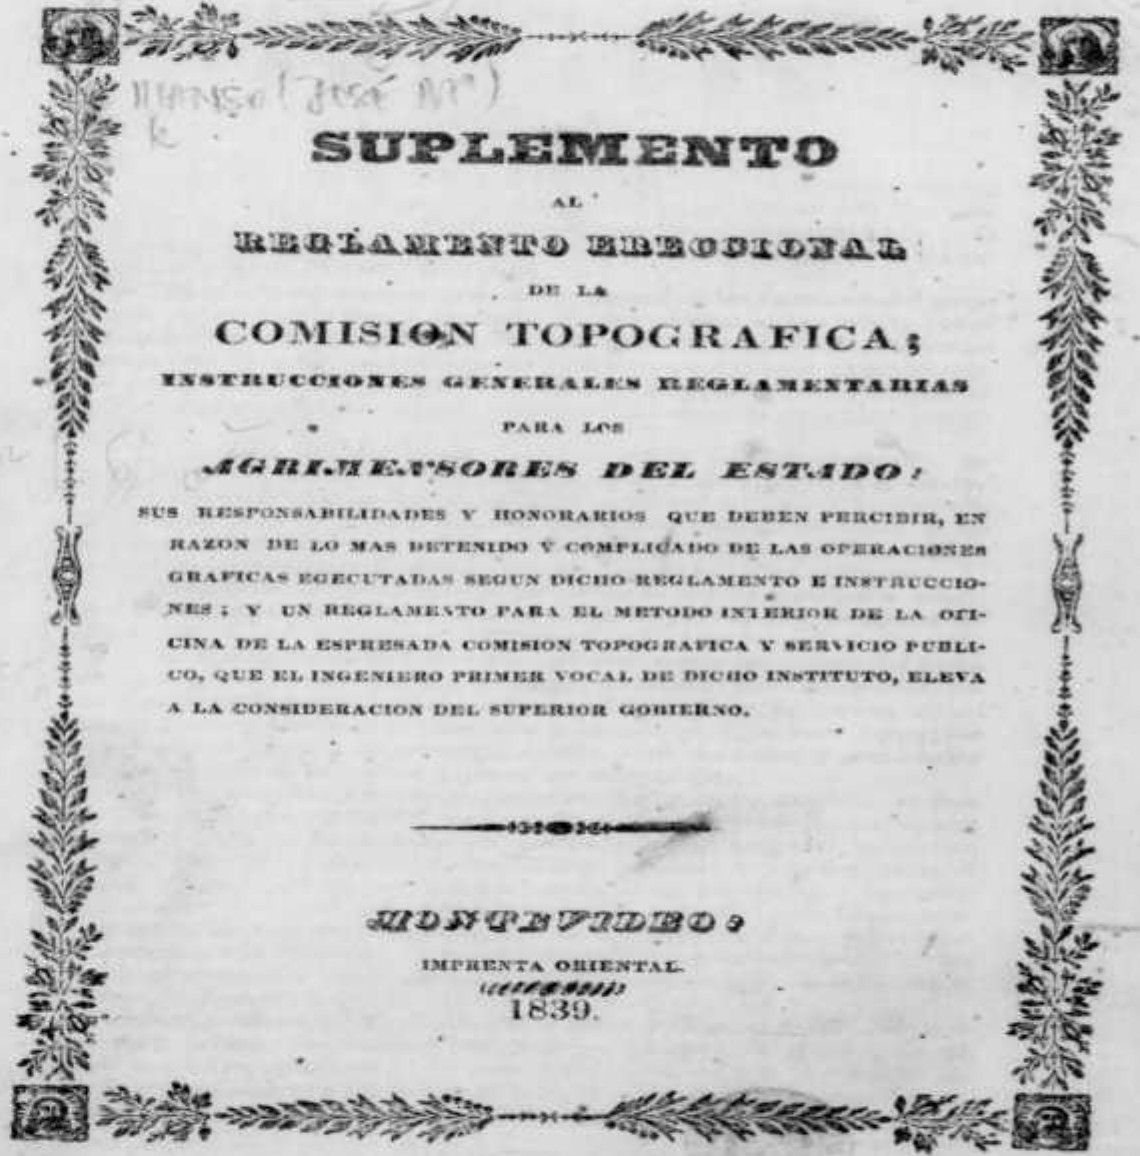 (José Mª)
SUPLEMENTO
AL
REGLAMENTO ERECCIONAL
DE LA
COMISION TOPOGRAFICA;
INSTRUCCIONES GENERALES REGLAMENTARIAS
PARA LOS
AGRIMENSORES DEL ESTADO:
SUS RESPONSABILIDADES Y HONORARIOS QUE DEBEN PERCIBIR, EN
RAZON DE LO MAS DETENIDO Y COMPLICADO DE LAS OPERACIONES
GRAFICAS EGECUTADAS SEGUN DICHO REGLAMENTO E INSTRUCCIO-
NES; Y UN REGLAMENTO PARA EL METODO INTERIOR DE LA OFI-
CINA DE LA ESPRESADA COMISION TOPOGRAFICA Y SERVICIO PUBLI-
CO, QUE EL INGENIERO PRIMER VOCAL DE DICHO INSTITUTO, ELEVA
A LA CONSIDERACION DEL SUPERIOR GOBIERNO.
MONTEVIDEO:
IMPRENTA ORIENTAL.
1839.